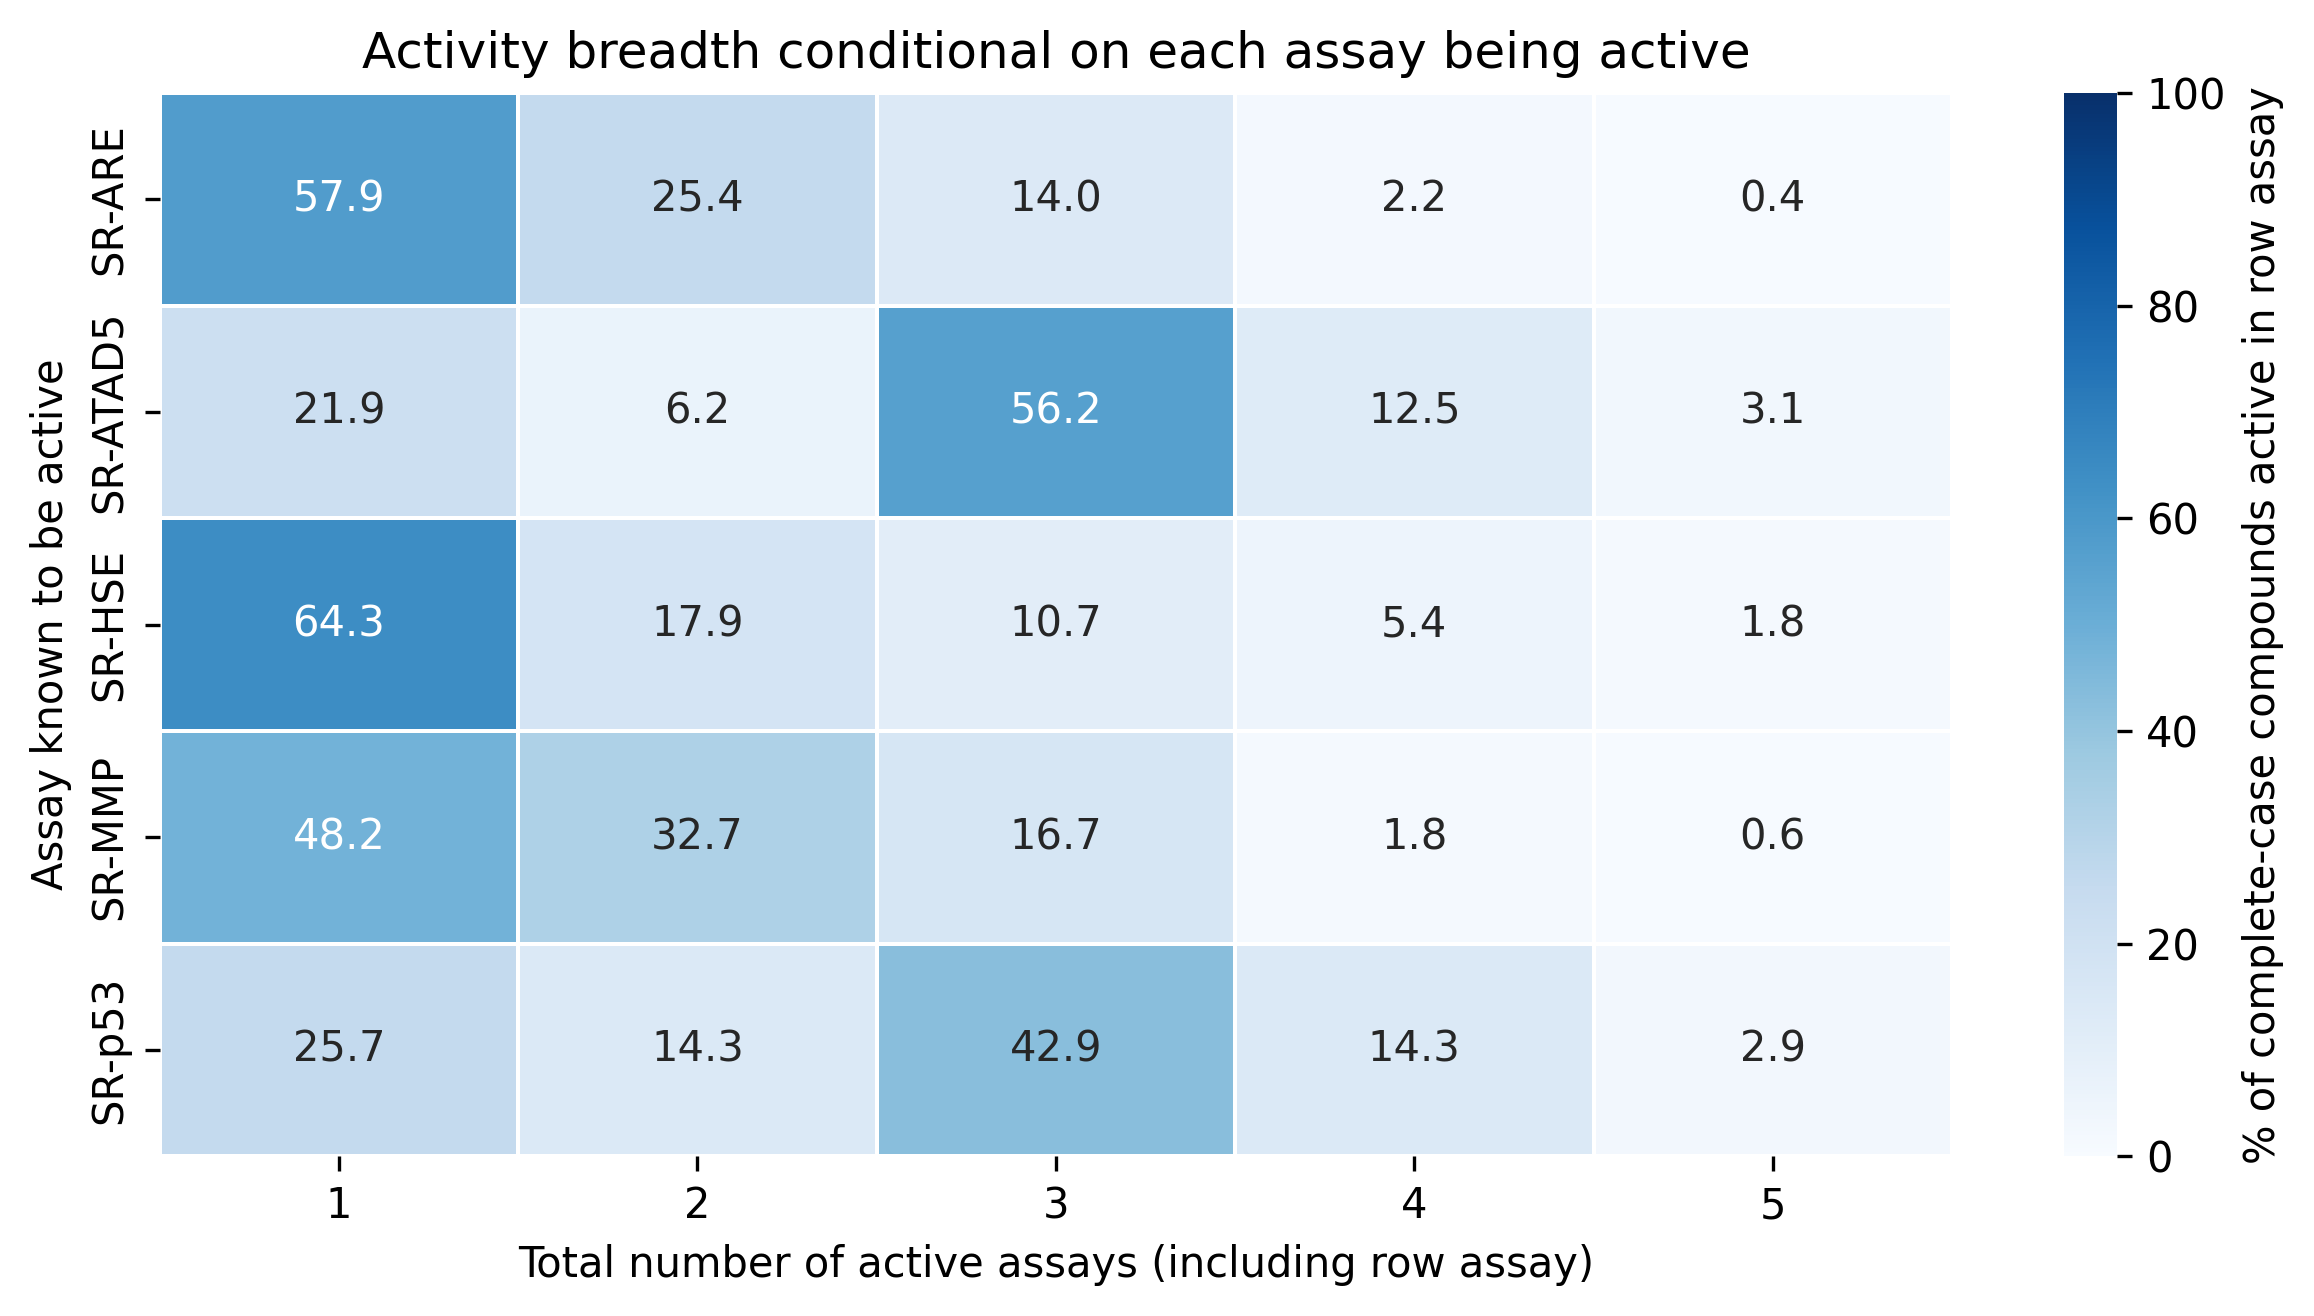 Activity breadth conditional on each assay being active
Assay known to be active
SR-ARE 57.9 25.4 14.0 2.2 0.4
SR-ATAD5 21.9 6.2 56.2 12.5 3.1
SR-HSE 64.3 17.9 10.7 5.4 1.8
SR-MMP 48.2 32.7 16.7 1.8 0.6
SR-p53 25.7 14.3 42.9 14.3 2.9
1 2 3 4 5
Total number of active assays (including row assay)
100
80
60
40
20
0
% of complete-case compounds active in row assay